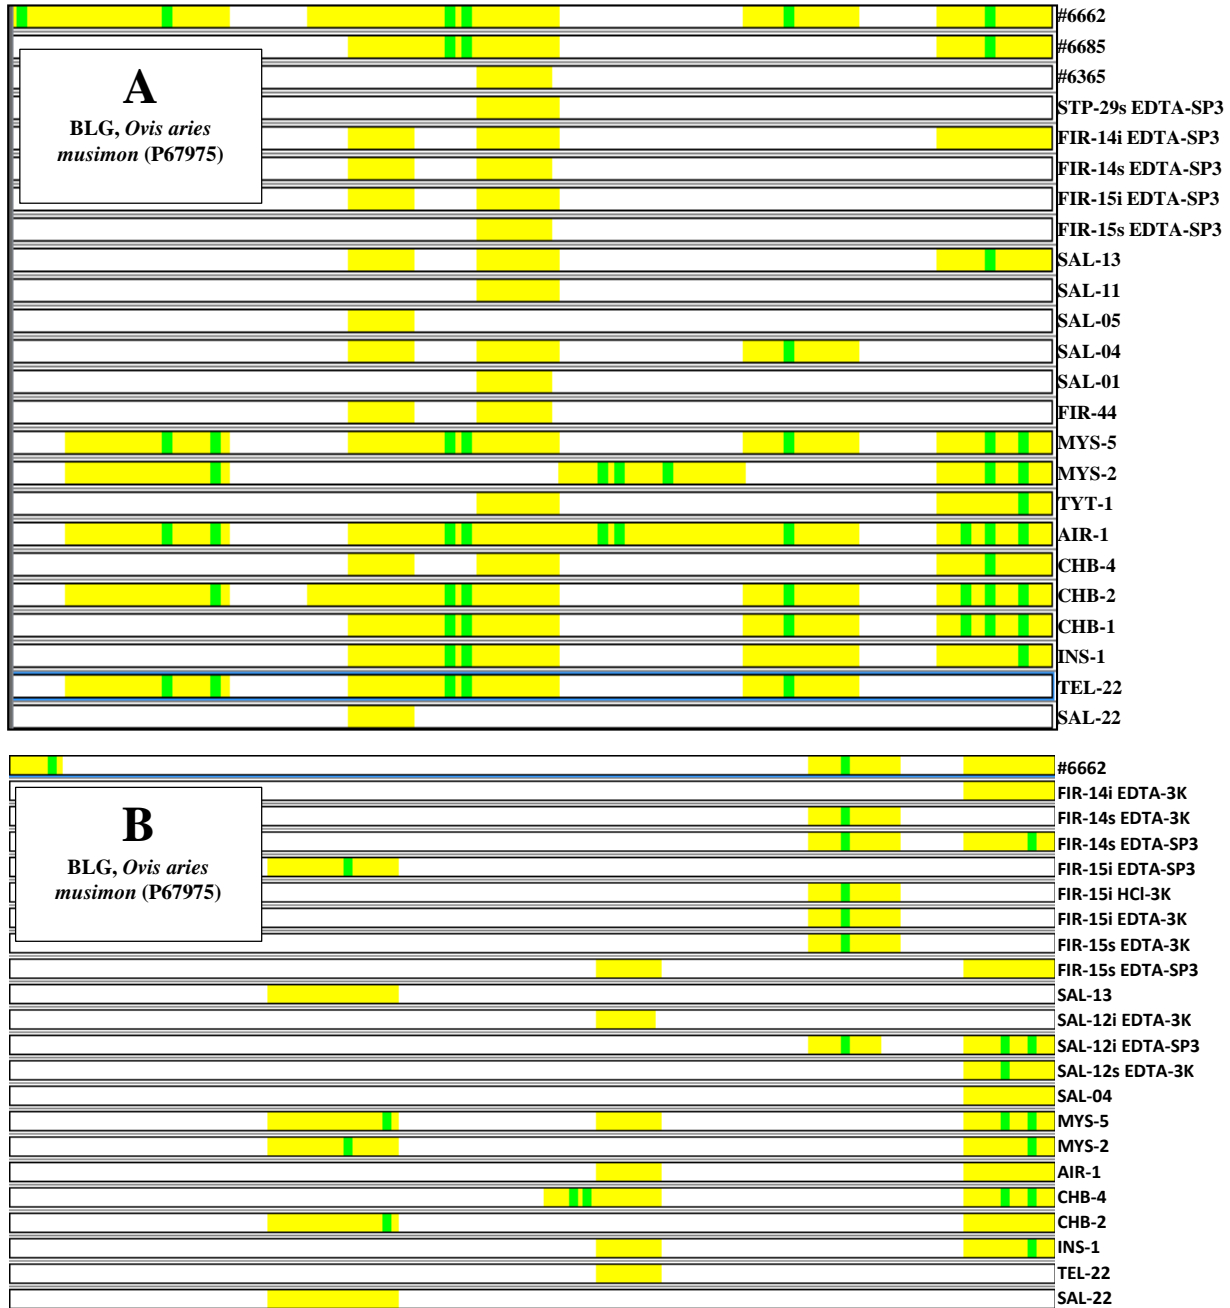 #6662
#6685
#6365
STP-29s EDTA-SP3
FIR-14i EDTA-SP3
FIR-14s EDTA-SP3
FIR-15i EDTA-SP3
FIR-15s EDTA-SP3
SAL-13
SAL-11
SAL-05
SAL-04
SAL-01
FIR-44
MYS-5
MYS-2
TYT-1
AIR-1
CHB-4
CHB-2
CHB-1
INS-1
TEL-22
SAL-22
A
BLG, Ovis aries
musimon (P67975)
#6662
FIR-14i EDTA-3K
FIR-14s EDTA-3K
FIR-14s EDTA-SP3
FIR-15i EDTA-SP3
FIR-15i HCl-3K
FIR-15i EDTA-3K
FIR-15s EDTA-3K
FIR-15s EDTA-SP3
SAL-13
SAL-12i EDTA-3K
SAL-12i EDTA-SP3
SAL-12s EDTA-3K
SAL-04
MYS-5
MYS-2
AIR-1
CHB-4
CHB-2
INS-1
TEL-22
SAL-22
B
BLG, Ovis aries
musimon (P67975)